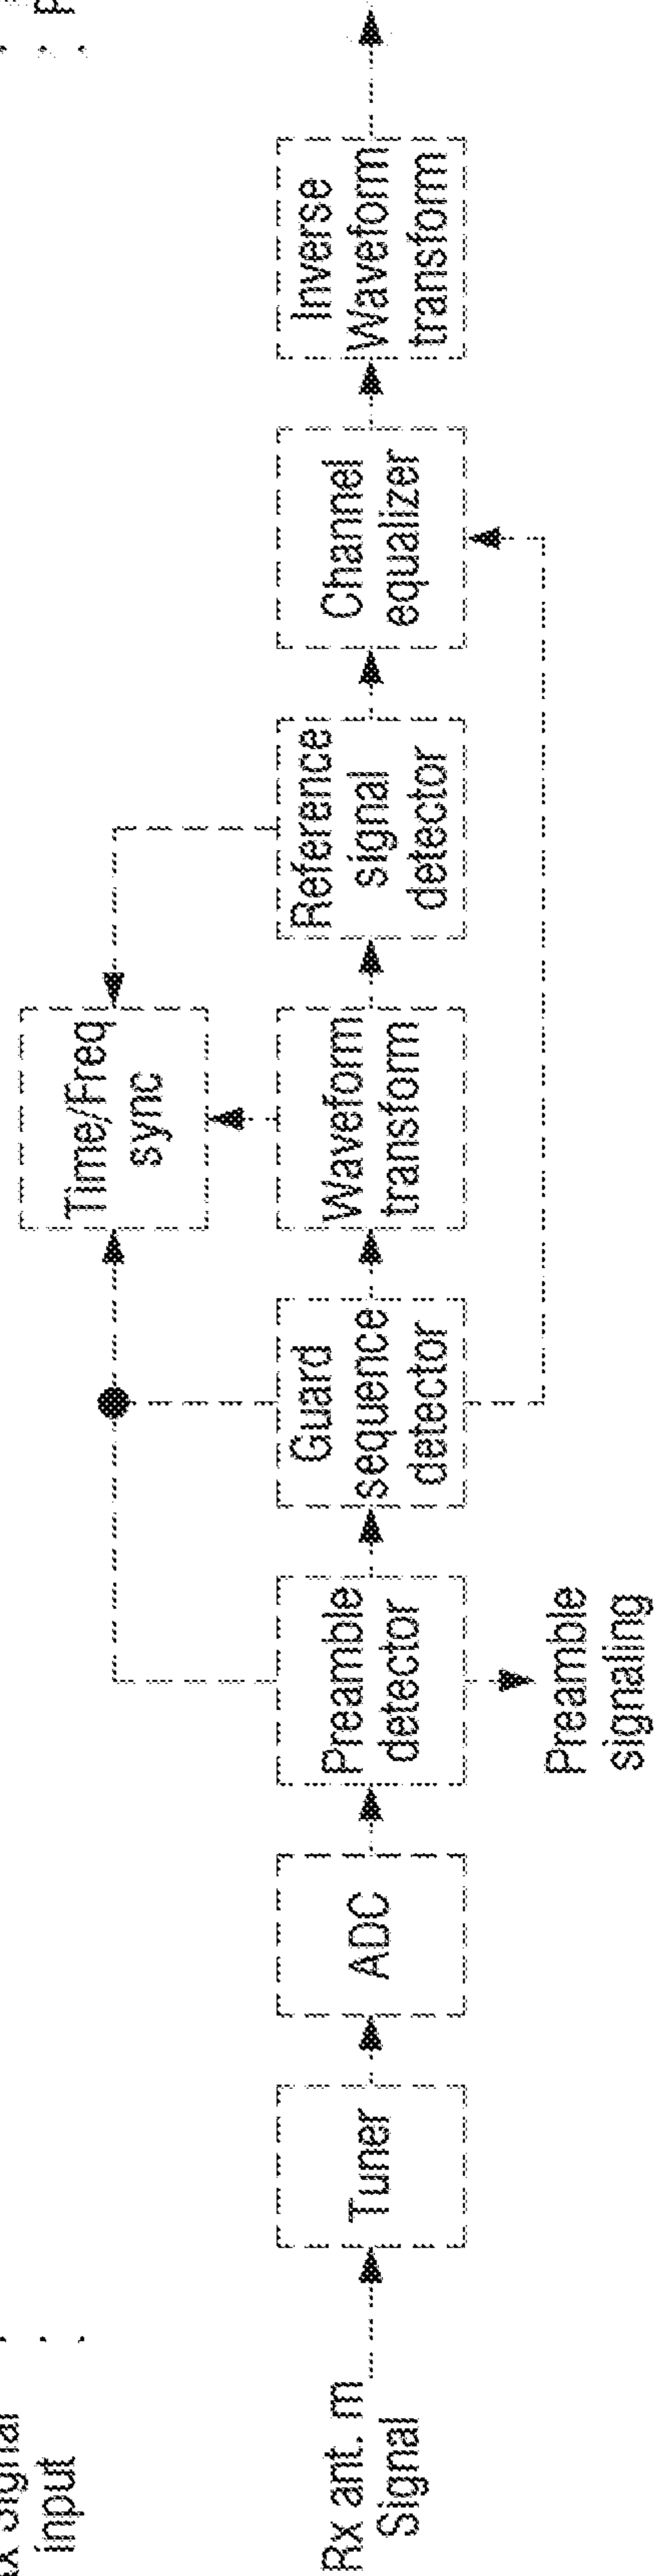 Signal
input
Rx ant. m
Signal
Tuner
ADC
Preamble
detector
Preamble
signaling
Guard
sequence
detector
Time/Freq
sync
Waveform
transform
Reference
signal
detector
Channel
equalizer
Inverse
Waveform
transform